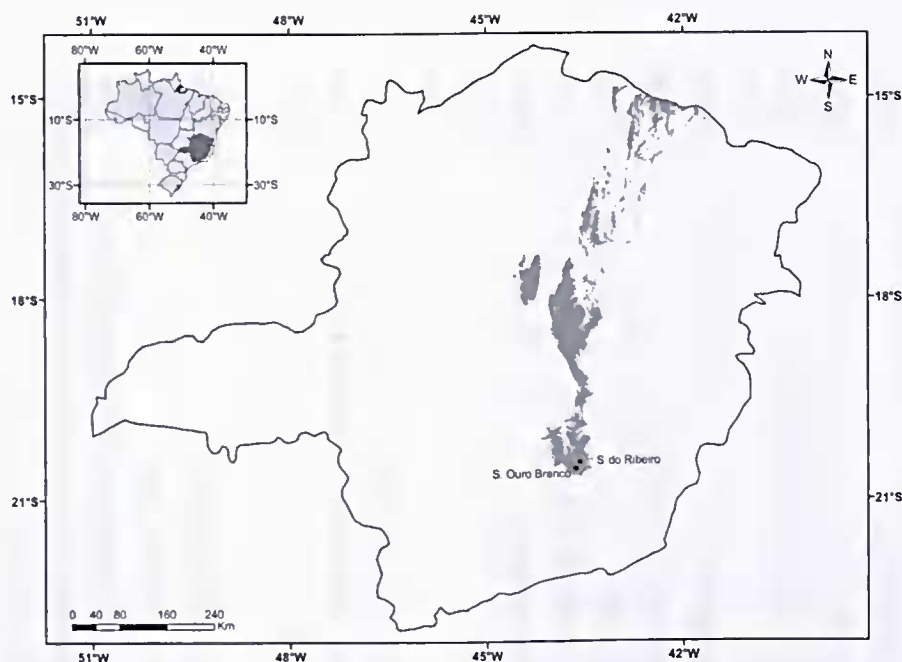 51°W 48°W 45°W 42°W
80°W 60°W 40°W
N
W E
S
15°S 15°S
10°S 10°S
30°S 30°S
80°W 60°W 40°W
18°S 18°S
S do Ribeiro
S. Ouro Branco
21°S 21°S
0 40 80 160 240
Km
51°W 48°W 45°W 42°W